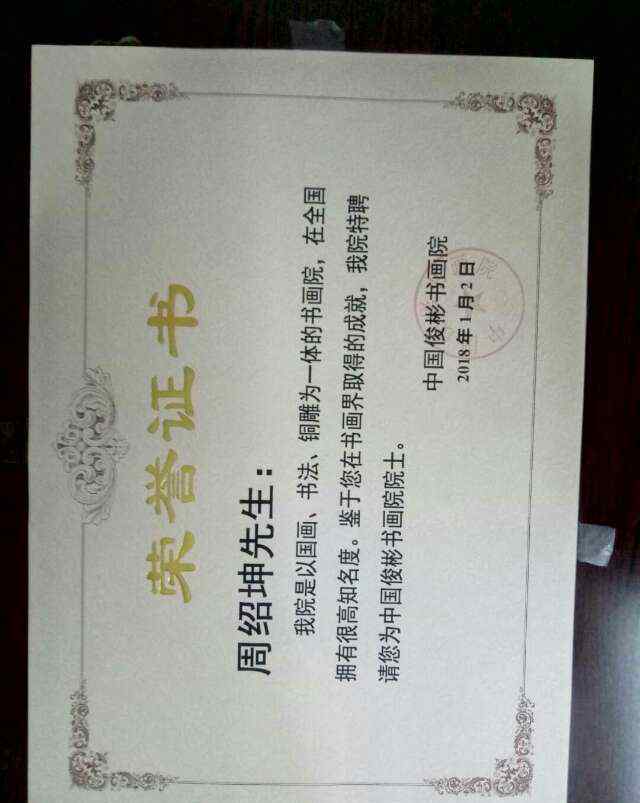 荣誉证书
周绍坤先生：
我院是以国画、书法、铜雕为一体的书画院，在全国
拥有很高知名度。鉴于您在书画界取得的成就，我院特聘
请您为中国俊彬书画院院士。
中国俊彬书画院
2018年1月2日